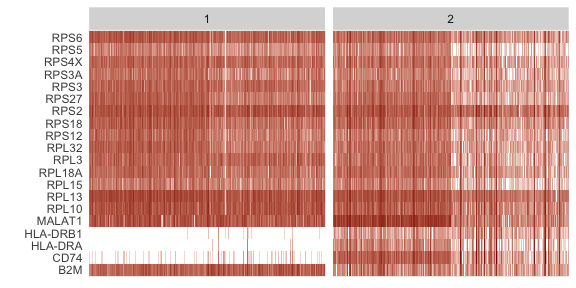 1 2
RPS6
RPS5
RPS4X
RPS3A
RPS3
RPS27
RPS2
RPS18
RPS12
RPL32
RPL3
RPL18A
RPL15
RPL13
RPL10
MALAT1
HLA-DRB1
HLA-DRA
CD74
B2M